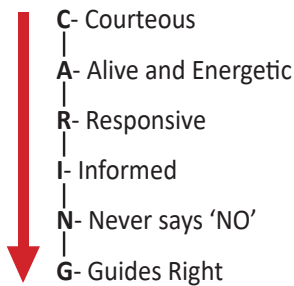 C- Courteous
A- Alive and Energetic
R- Responsive
I- Informed
N- Never says ‘NO’
G- Guides Right